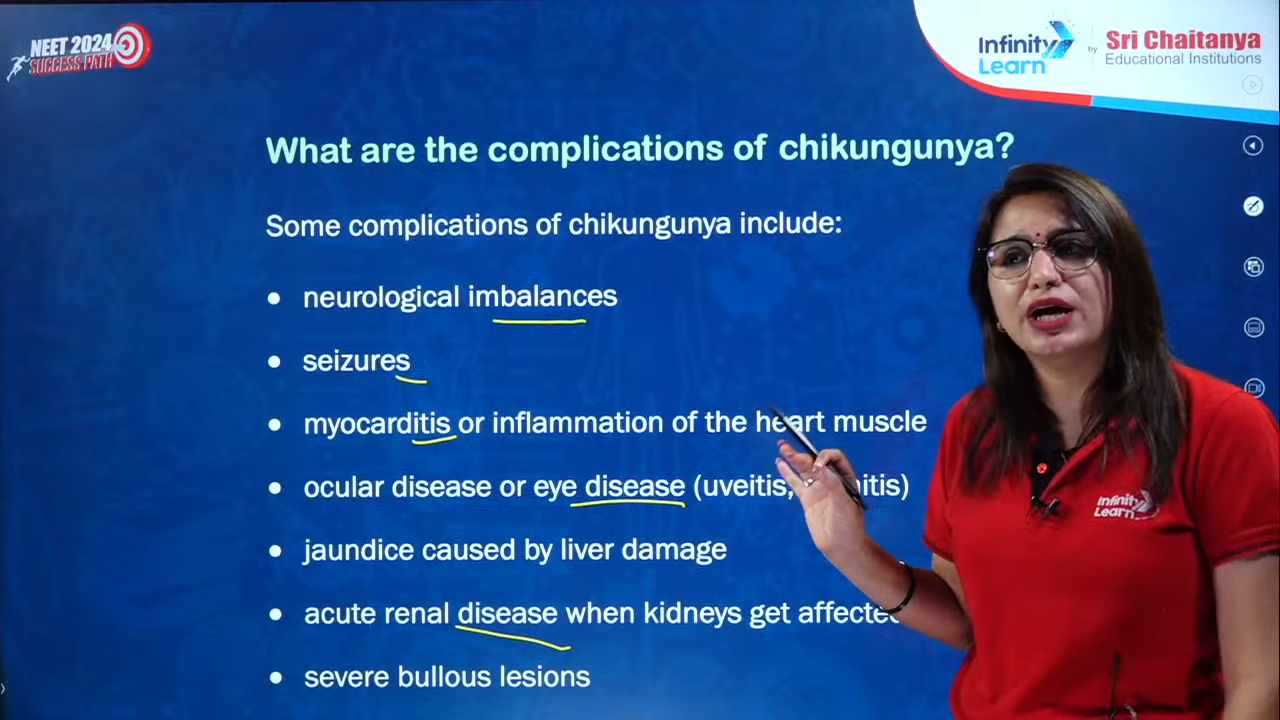 NEET 2024
SUCCESS PATH
Infinity
Learn
by
Sri Chaitanya
Educational Institutions
What are the complications of chikungunya?
Some complications of chikungunya include:
• neurological imbalances
• seizures
• myocarditis or inflammation of the heart muscle
• ocular disease or eye disease (uveitis, itis)
• jaundice caused by liver damage
• acute renal disease when kidneys get affected
• severe bullous lesions
Infinity
Learn